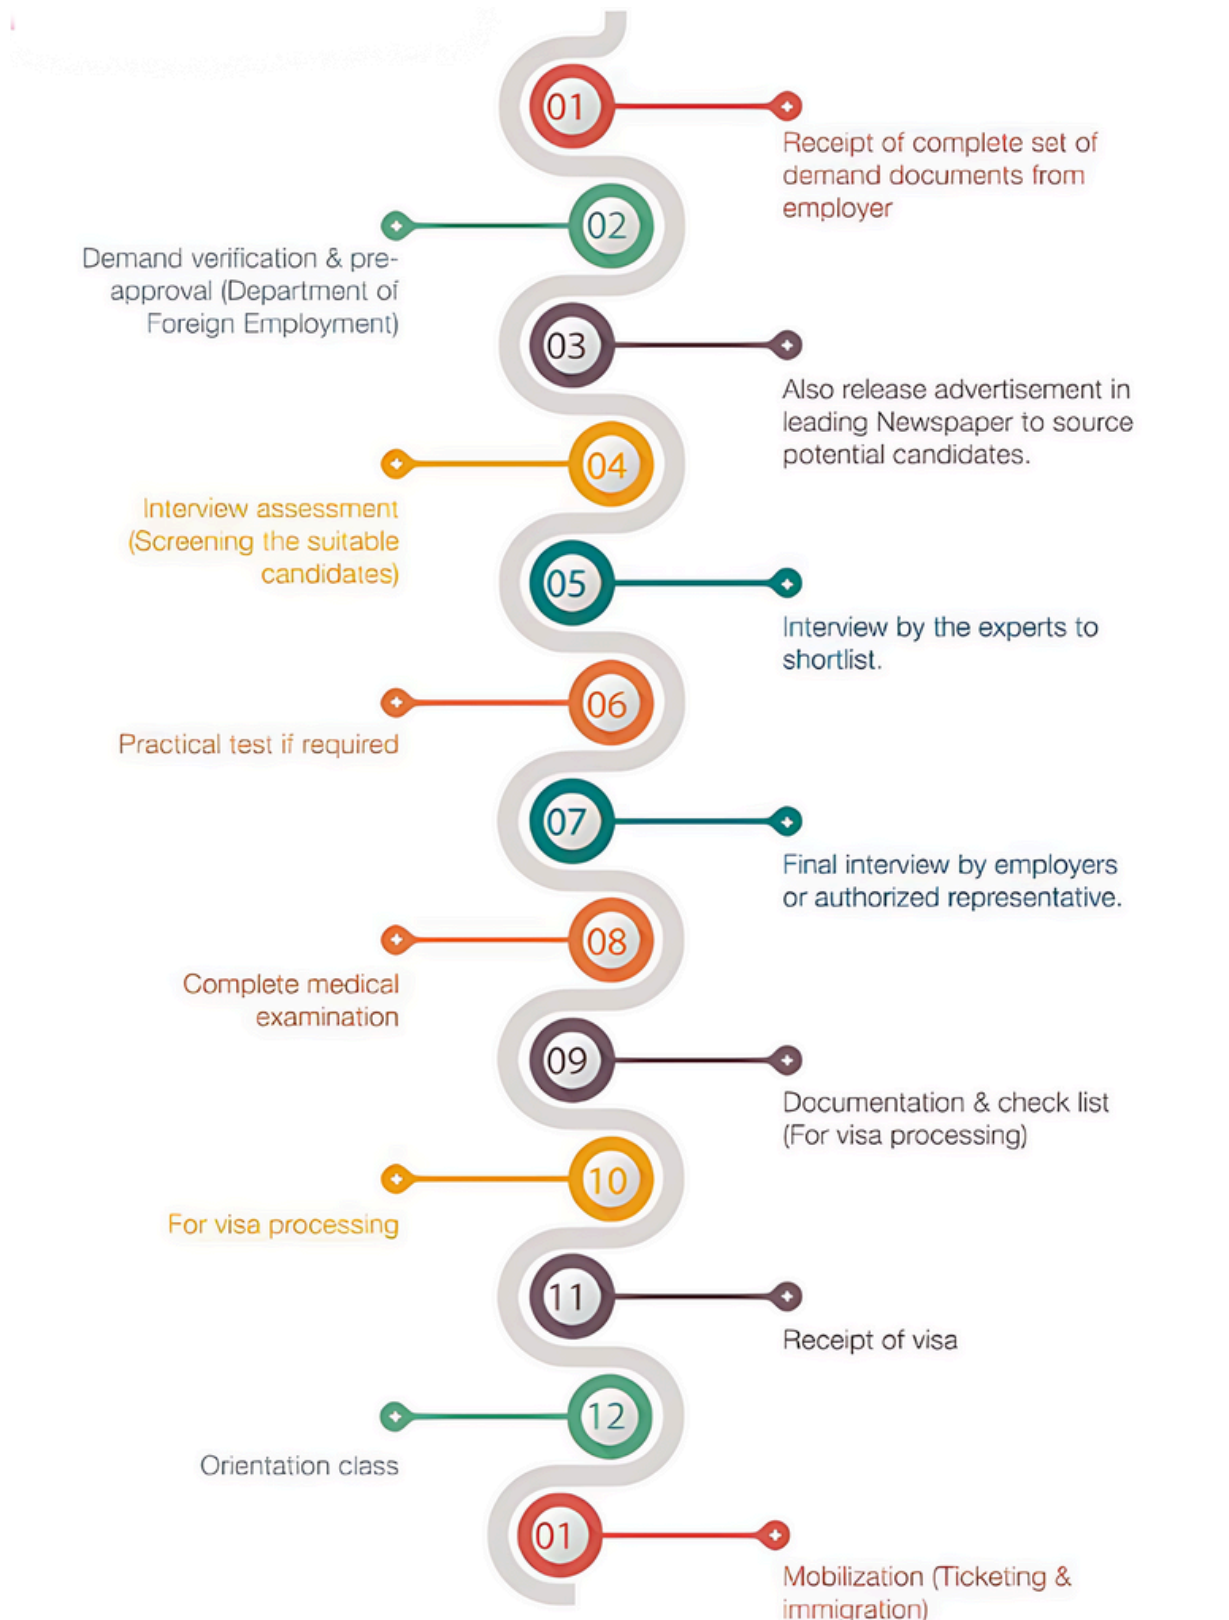 01
Receipt of complete set of
demand documents from
employer
02
Demand verification & pre-
approval (Department of
Foreign Employment)
03
Also release advertisement in
leading Newspaper to source
potential candidates.
04
Interview assessment
(Screening the suitable
candidates)
05
Interview by the experts to
shortlist.
06
Practical test if required
07
Final interview by employers
or authorized representative.
08
Complete medical
examination
09
Documentation & check list
(For visa processing)
10
For visa processing
11
Receipt of visa
12
Orientation class
01
Mobilization (Ticketing &
immigration)